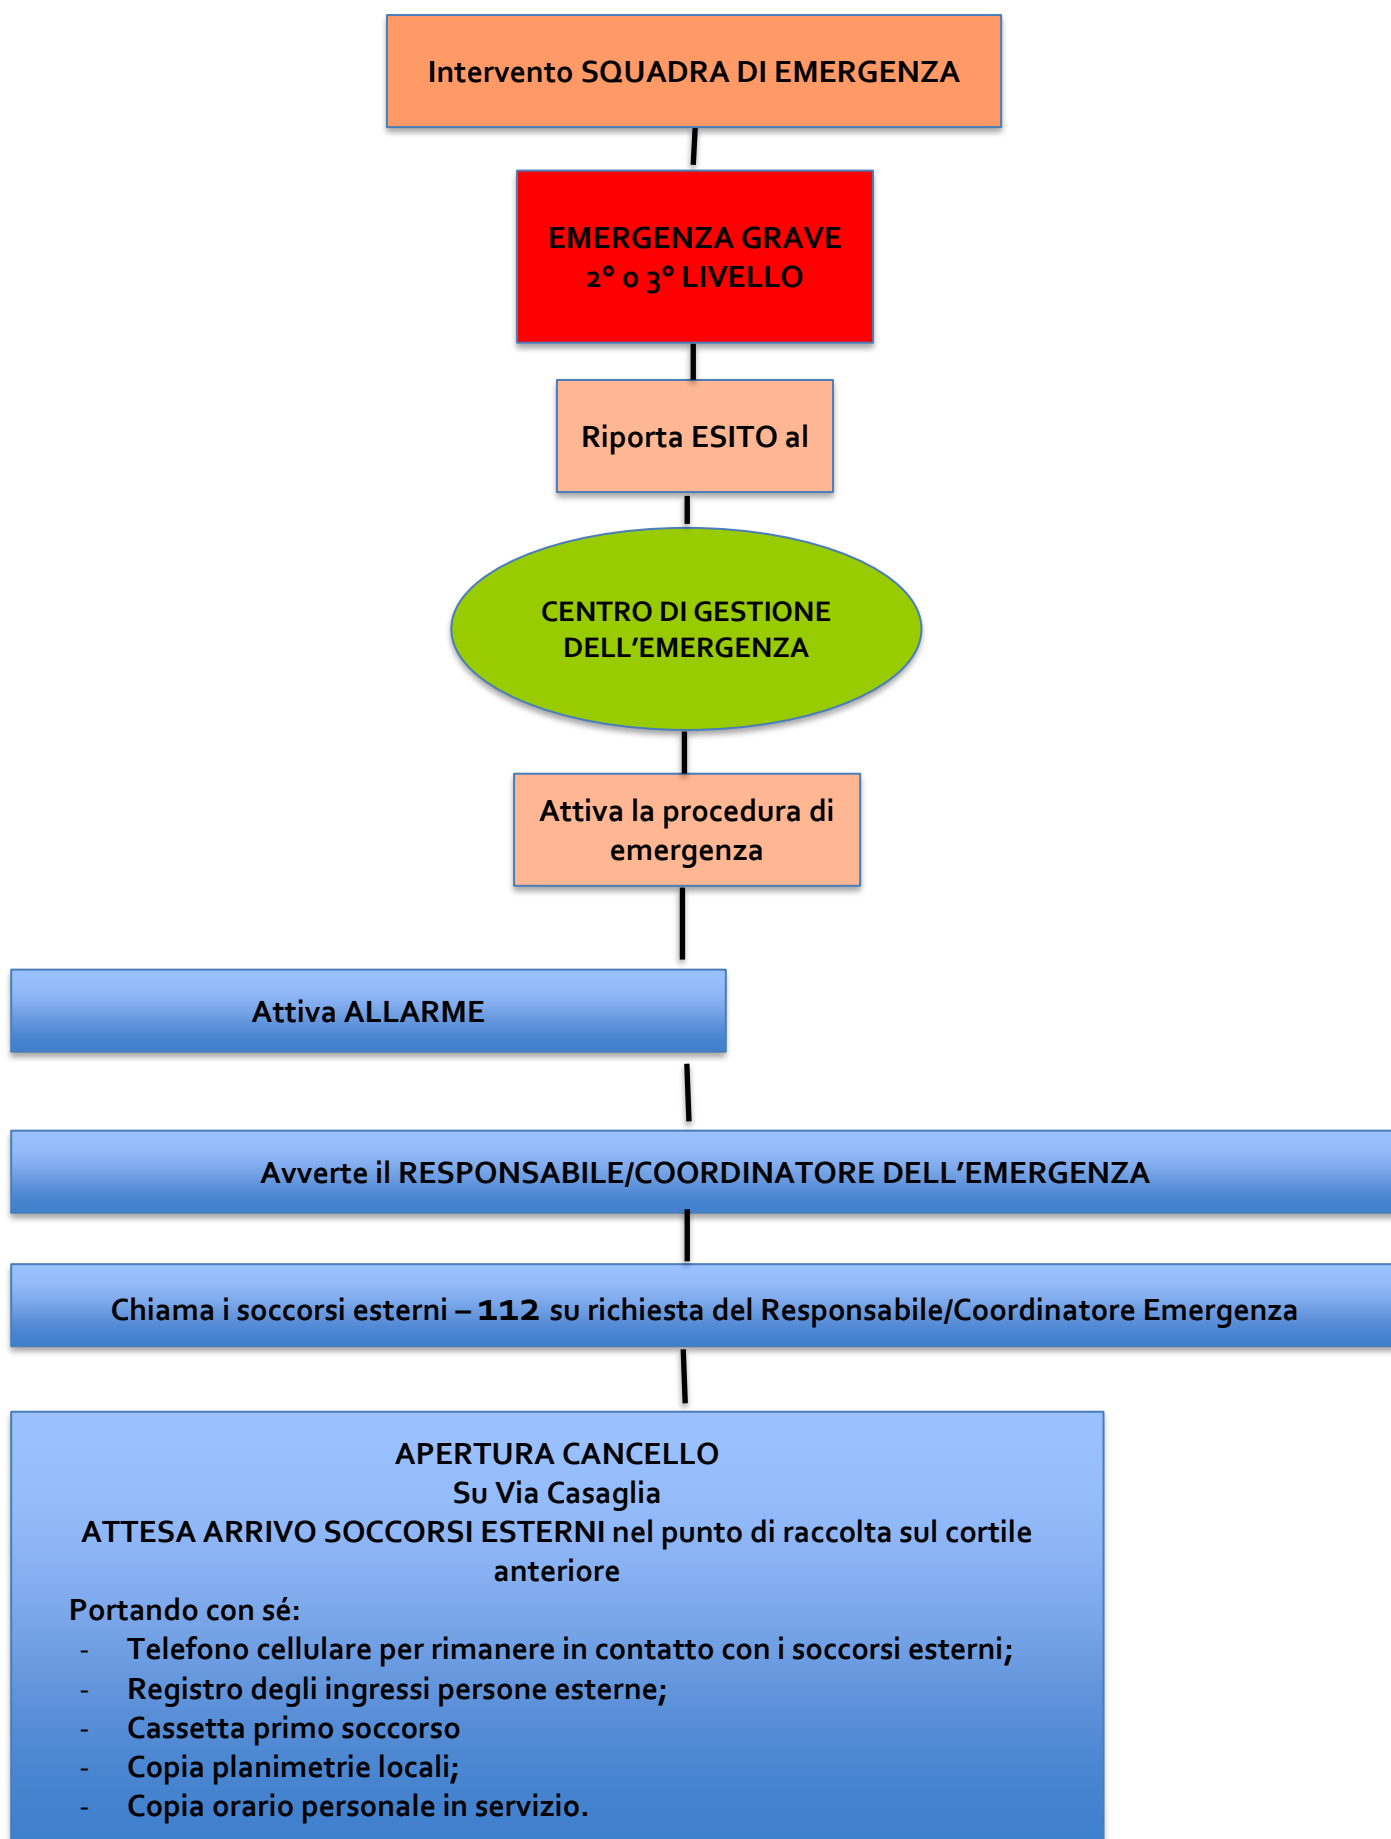 Intervento SQUADRA DI EMERGENZA
EMERGENZA GRAVE
2° o 3° LIVELLO
Riporta ESITO al
CENTRO DI GESTIONE
DELL’EMERGENZA
Attiva la procedura di
emergenza
Attiva ALLARME
Avverte il RESPONSABILE/COORDINATORE DELL’EMERGENZA
Chiama i soccorsi esterni – 112 su richiesta del Responsabile/Coordinatore Emergenza
APERTURA CANCELLO
Su Via Casaglia
ATTESA ARRIVO SOCCORSI ESTERNI nel punto di raccolta sul cortile
anteriore
Portando con sé:
- Telefono cellulare per rimanere in contatto con i soccorsi esterni;
- Registro degli ingressi persone esterne;
- Cassetta primo soccorso
- Copia planimetrie locali;
- Copia orario personale in servizio.